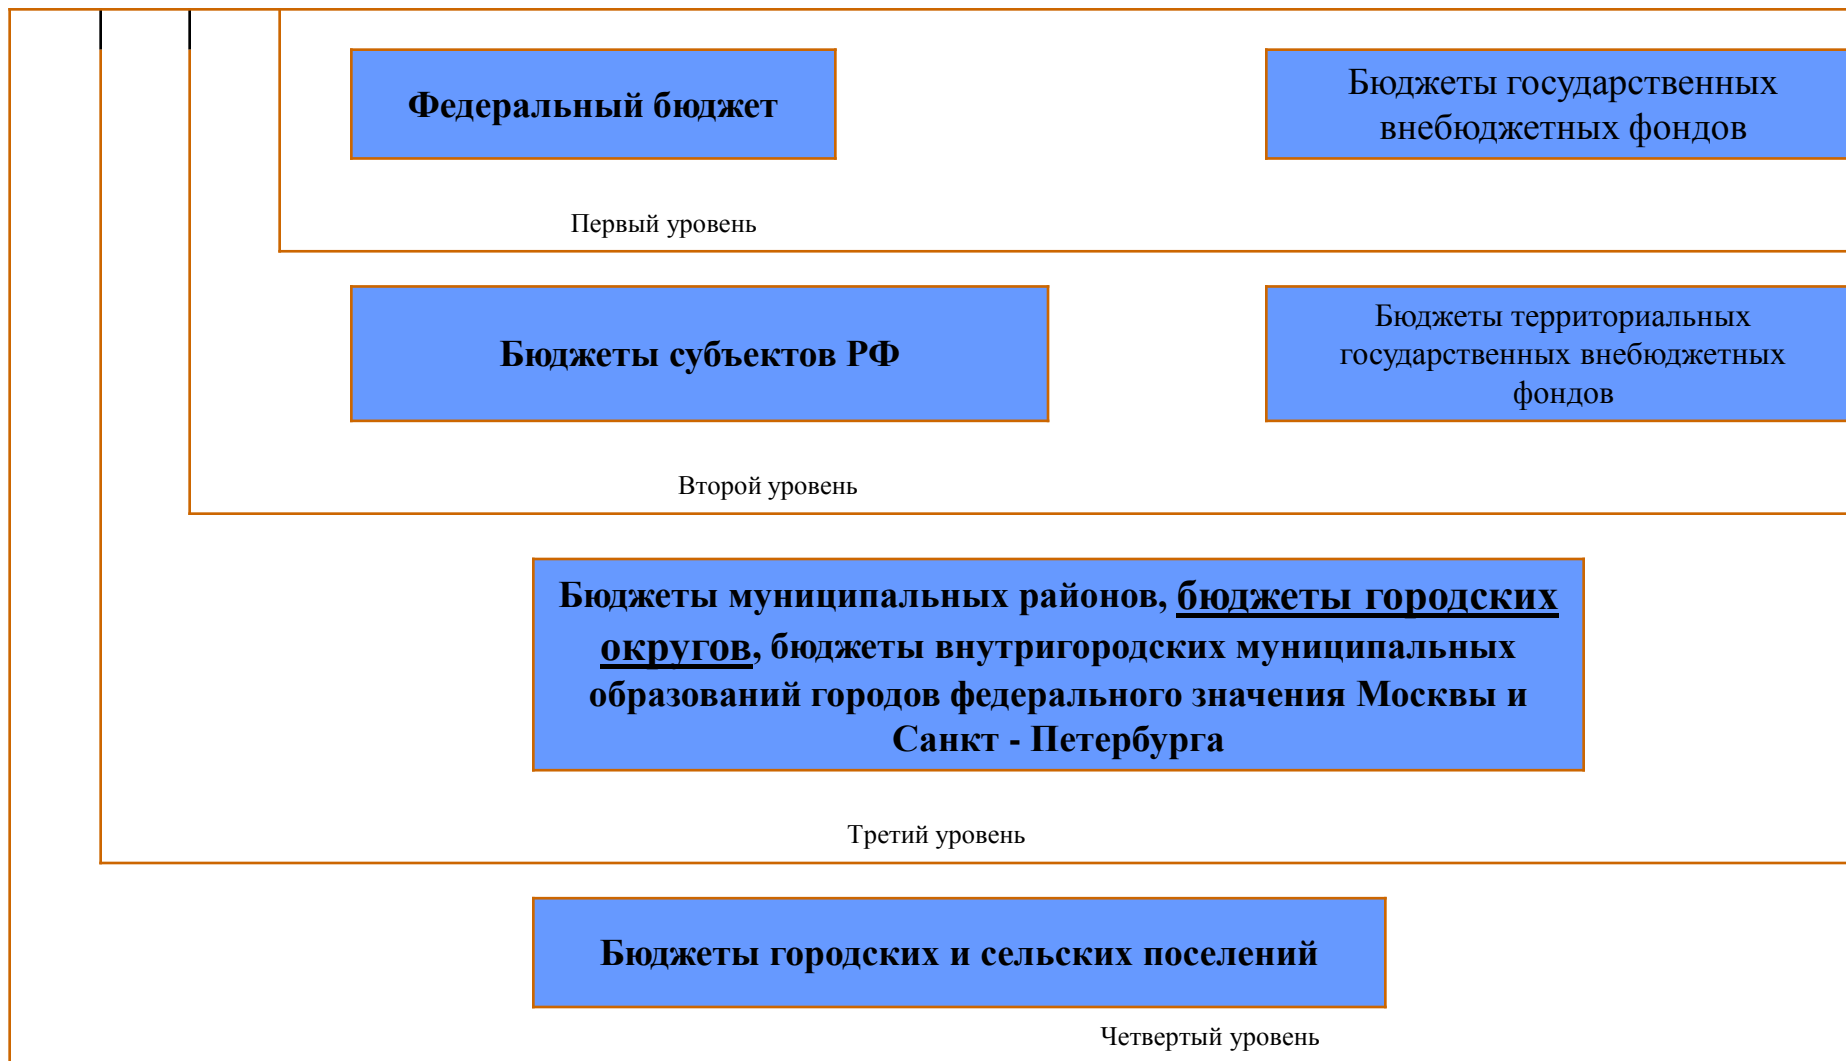 Федеральный бюджет
Бюджеты государственных
внебюджетных фондов
Первый уровень
Бюджеты субъектов РФ
Бюджеты территориальных
государственных внебюджетных
фондов
Второй уровень
Бюджеты муниципальных районов, бюджеты городских
округов, бюджеты внутригородских муниципальных
образований городов федерального значения Москвы и
Санкт - Петербурга
Третий уровень
Бюджеты городских и сельских поселений
Четвертый уровень